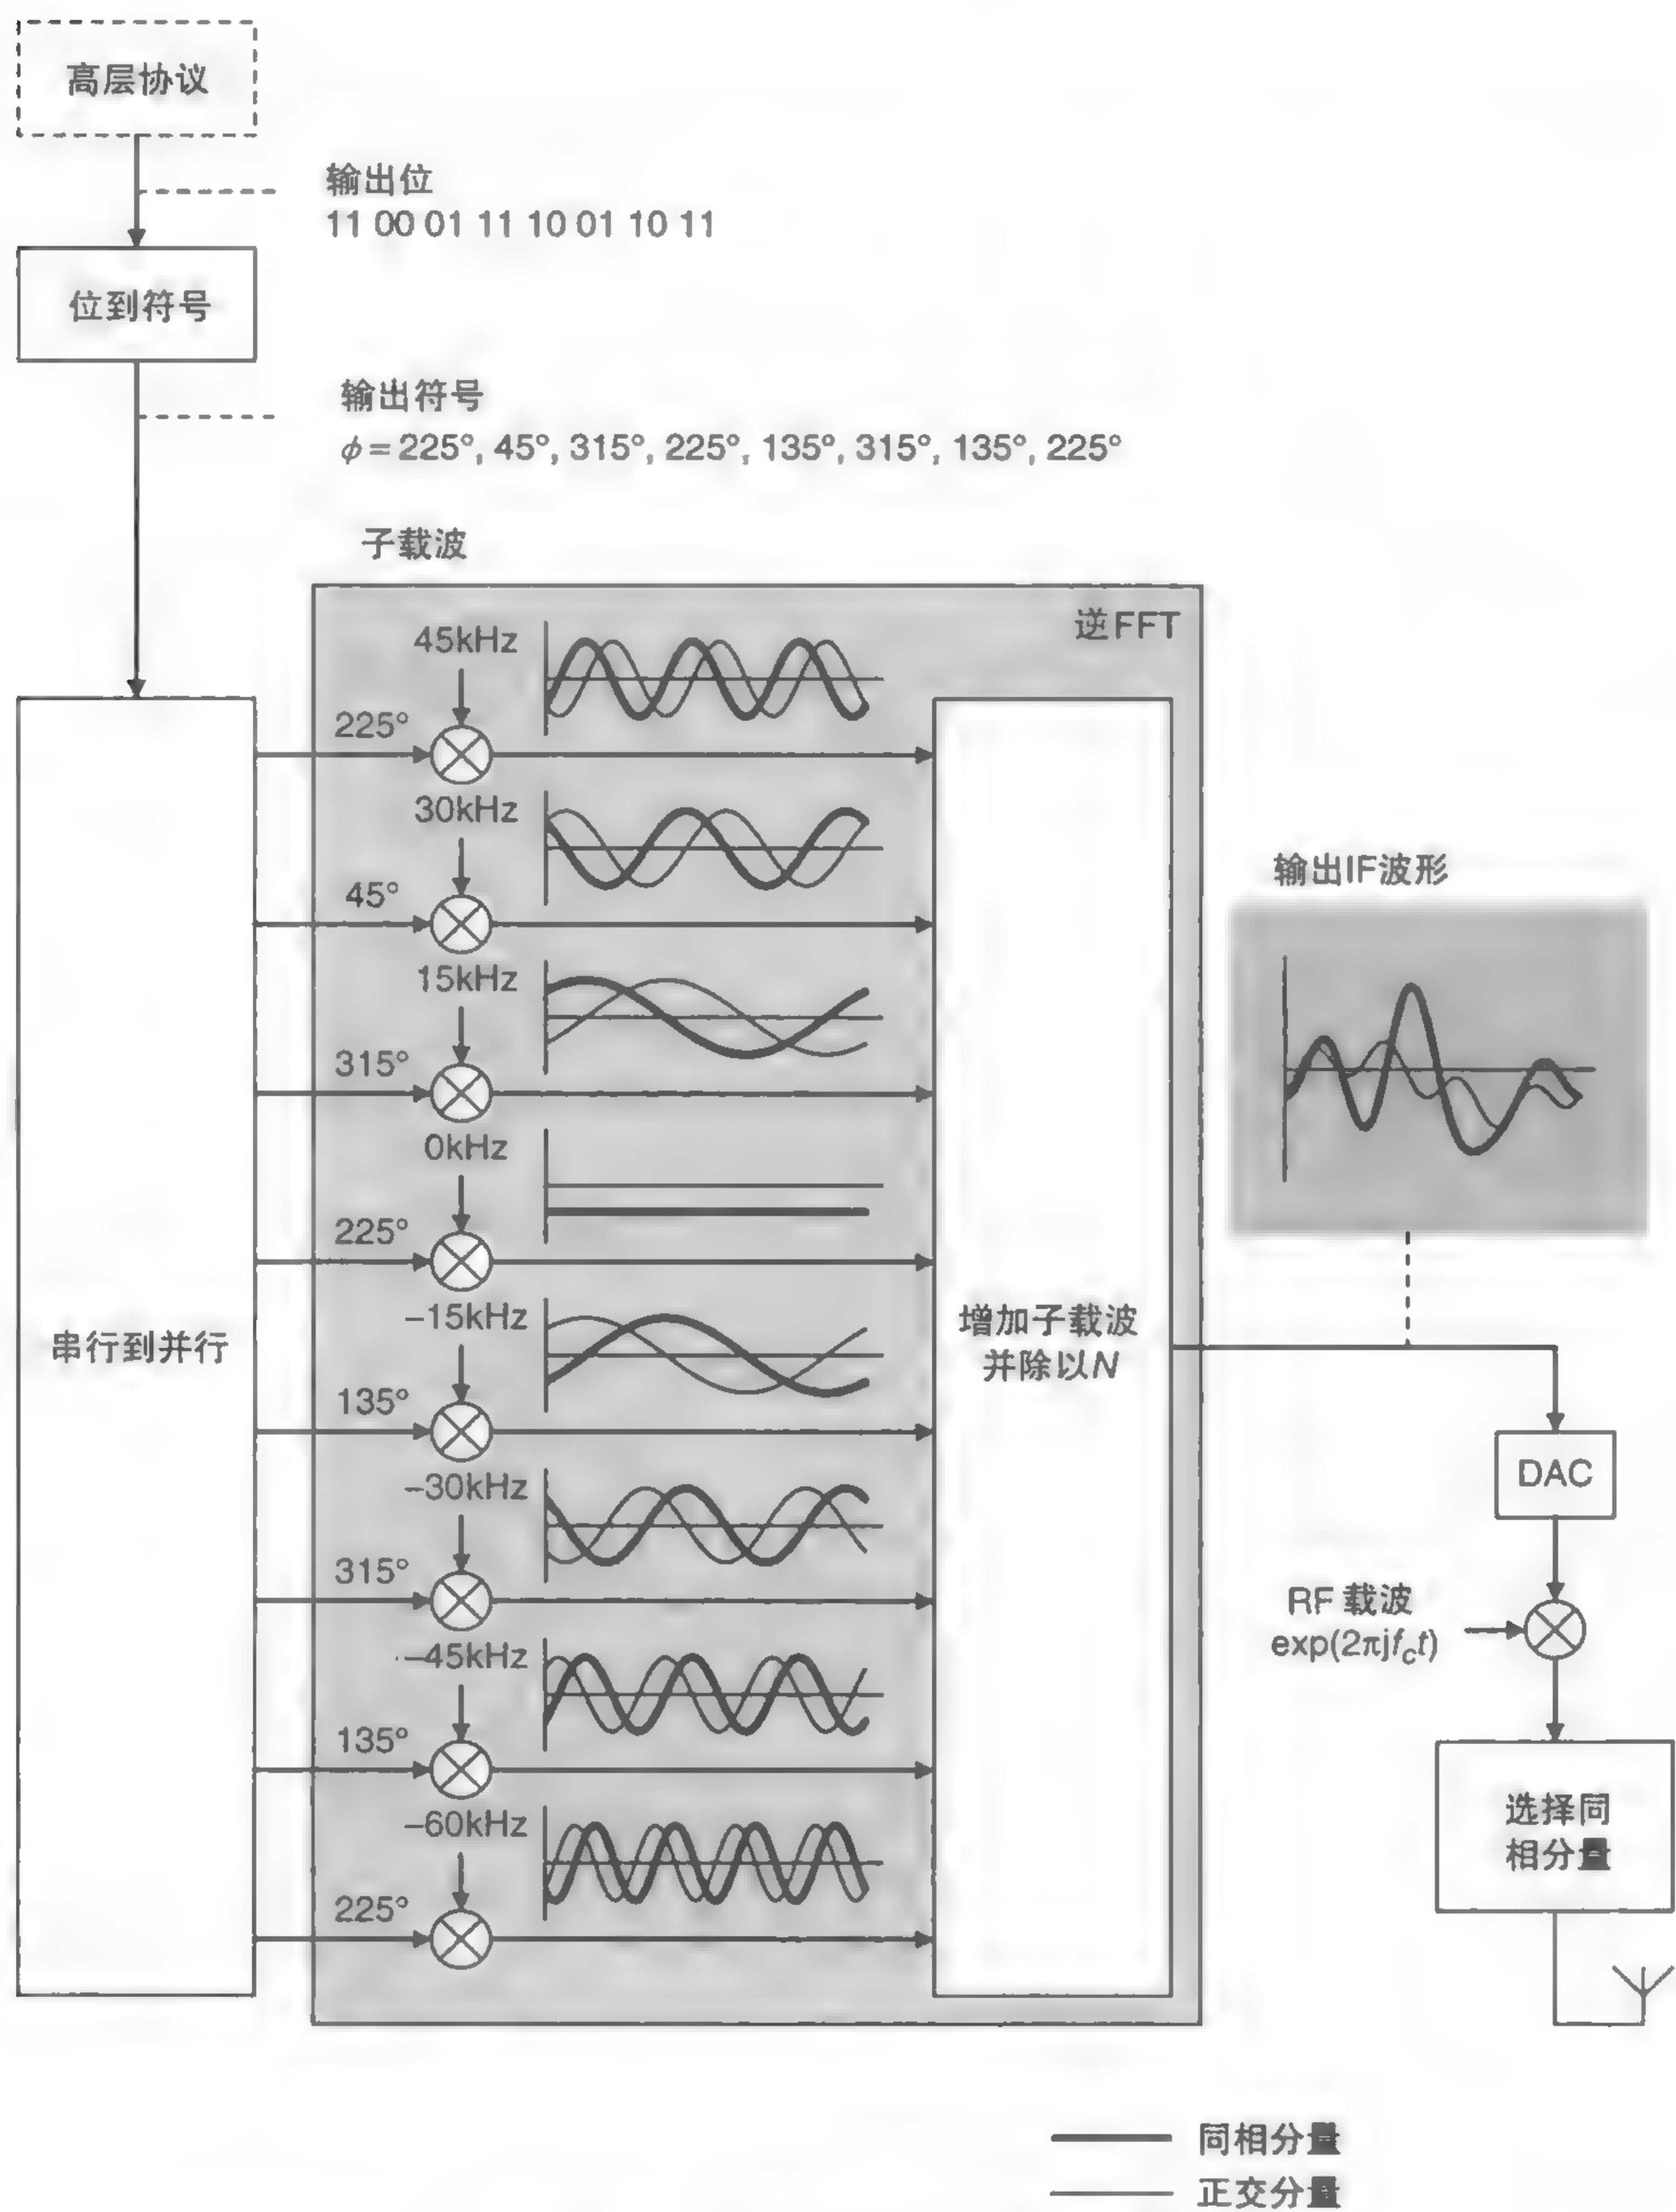 高层协议
输出位
11 00 01 11 10 01 10 11
位到符号
输出符号
ϕ = 225°, 45°, 315°, 225°, 135°, 315°, 135°, 225°
子载波
逆FFT
45kHz
225°
30kHz
45°
15kHz
315°
0kHz
225°
–15kHz
135°
–30kHz
315°
–45kHz
135°
–60kHz
225°
串行到并行
增加子载波
并除以N
输出IF波形
DAC
RF 载波
exp(2πjf_ct)
选择同
相分量
同相分量
正交分量